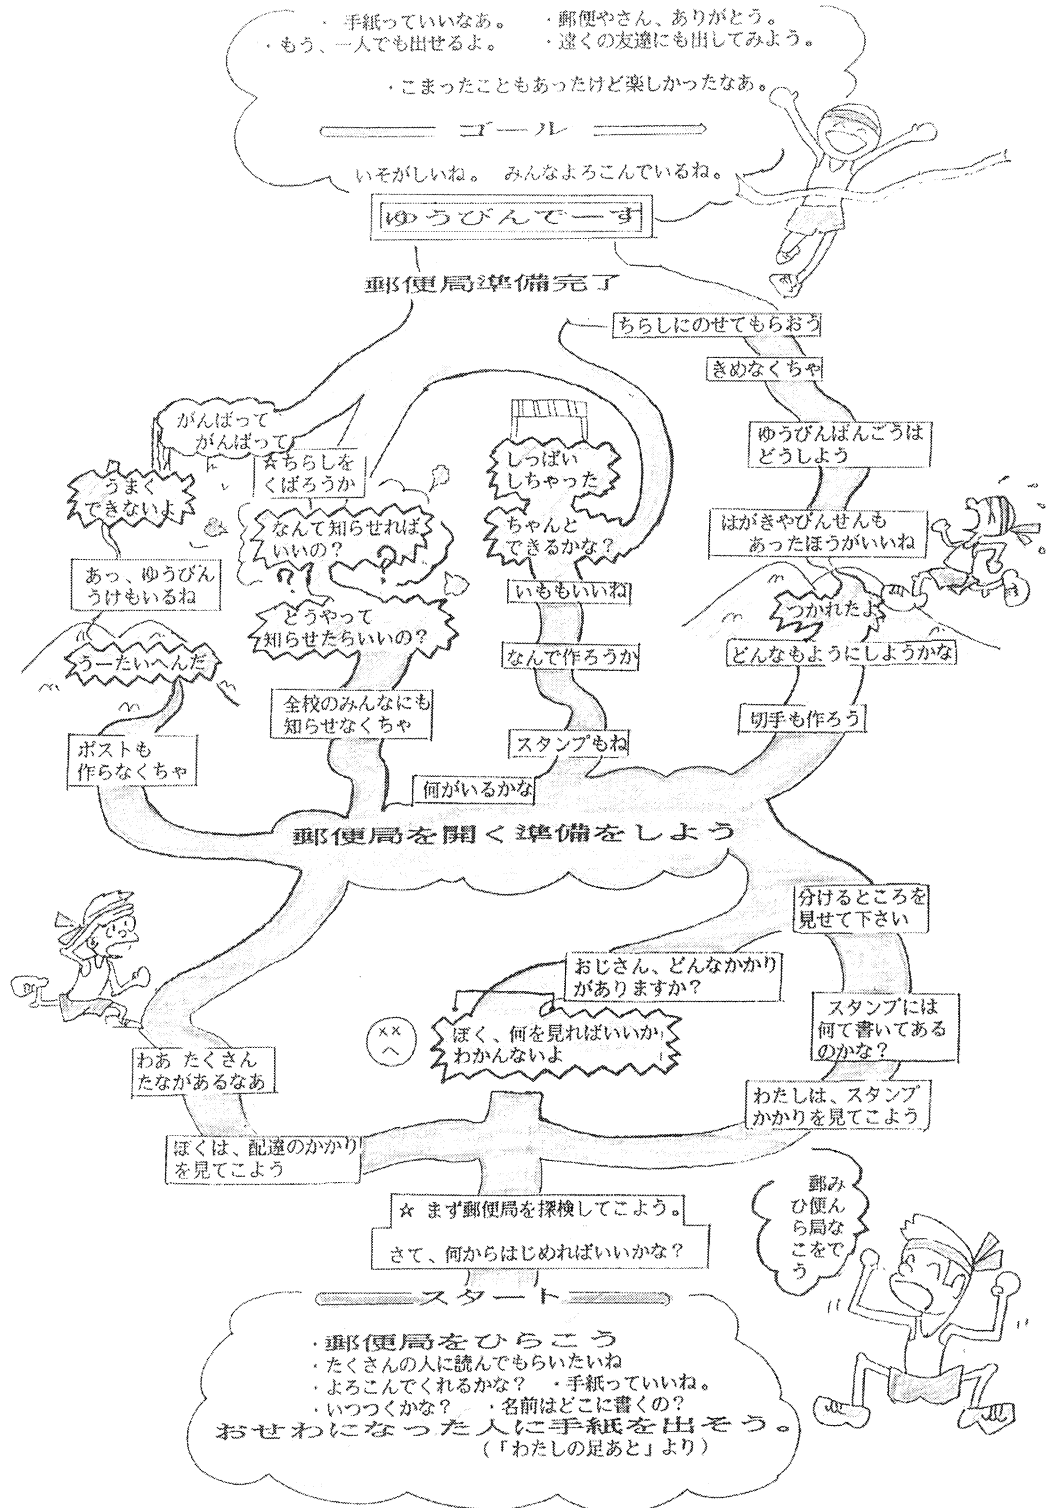 ・ 手紙っていいなあ。 ・郵便やさん、ありがとう。
・もう、一人でも出せるよ。 ・遠くの友達にも出してみよう。
・こまったこともあったけど楽しかったなあ。
ゴール
いそがしいね。 みんなよろこんでいるね。
ゆうびんでーす
郵便局準備完了
ちらしにのせてもらおう
きめなくちゃ
がんばって
がんばって
ゆうびんばんごうは
どうしよう
☆ちらしを
くばろうか
しっぱい
しちゃった
うまく
できないよ
なんて知らせれば
いいの?
ちゃんと
できるかな?
はがきやびんせんも
あったほうがいいね
? ?
あっ、ゆうびん
うけもいるね
いももいいね
つかれたよ
どうやって
知らせたらいいの?
うーたいへんだ
なんで作ろうか
どんなもようにしようかな
全校のみんなにも
知らせなくちゃ
切手も作ろう
ポストも
作らなくちゃ
スタンプもね
何がいるかな
郵便局を開く準備をしよう
分けるところを
見せて下さい
おじさん、どんなかかり
がありますか?
スタンプには
何て書いてある
のかな?
ぼく、何を見ればいいか
わかんないよ
わあ たくさん
たながあるなあ
わたしは、スタンプ
かかりを見てこよう
ぼくは、配達のかかり
を見てこよう
みんなで
郵便局を
ひらこう
☆ まず郵便局を探検してこよう。
さて、何からはじめればいいかな?
スタート
・郵便局をひらこう
・たくさんの人に読んでもらいたいね
・よろこんでくれるかな? ・手紙っていいね。
・いつつくかな? ・名前はどこに書くの?
おせわになった人に手紙を出そう。
(「わたしの足あと」より)